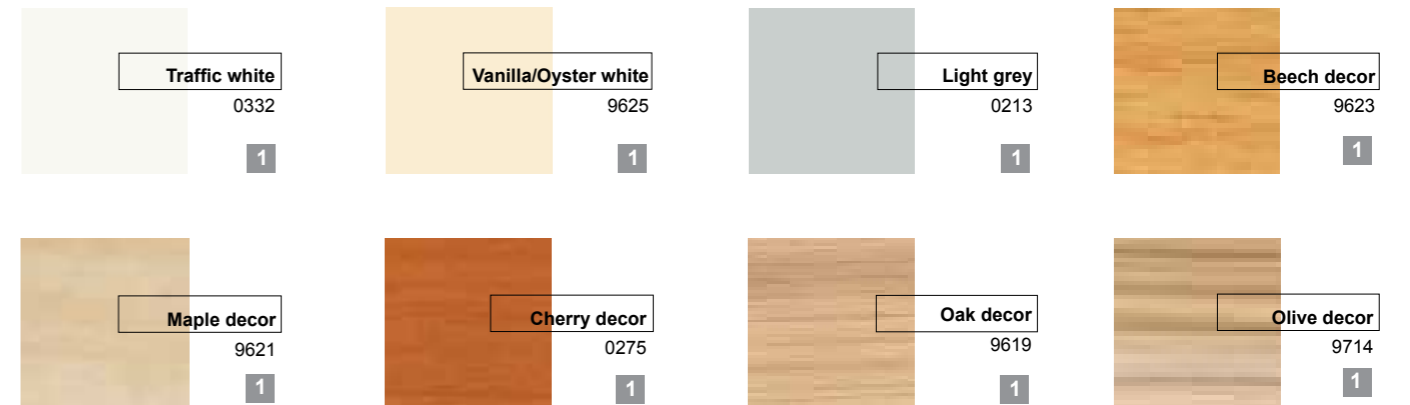 Traffic white
0332
1
Vanilla/Oyster white
9625
1
Light grey
0213
1
Beech decor
9623
1
Maple decor
9621
1
Cherry decor
0275
1
Oak decor
9619
1
Olive decor
9714
1